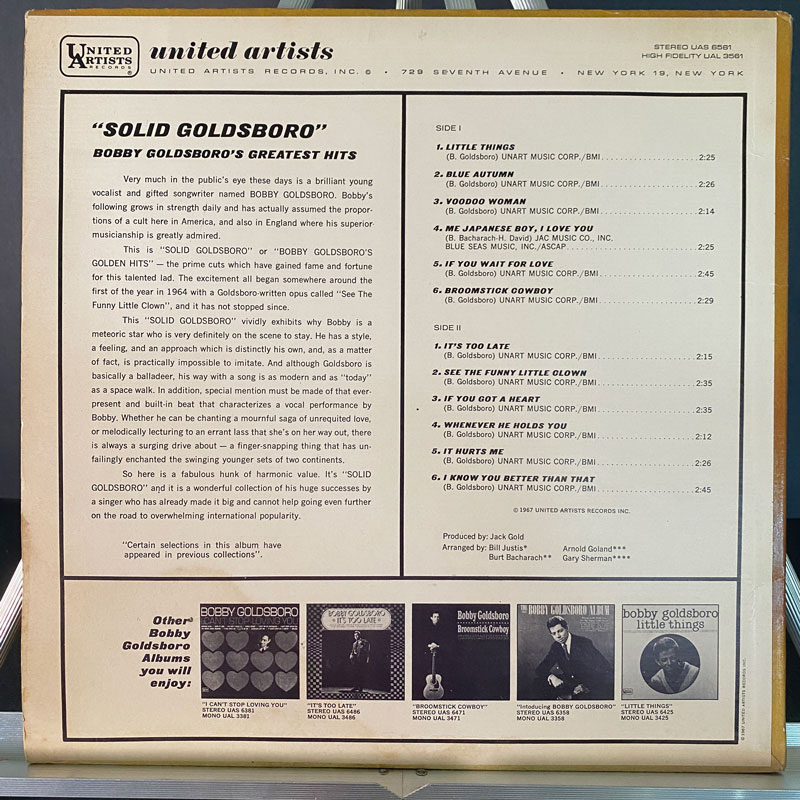 UNITED
ARTISTS
RECORDS
united artists
STEREO UAS 6561
HIGH FIDELITY UAL 3561
UNITED ARTISTS RECORDS, INC. © • 729 SEVENTH AVENUE • NEW YORK 19, NEW YORK
"SOLID GOLDSBORO"
BOBBY GOLDSBORO'S GREATEST HITS
Very much in the public's eye these days is a brilliant young
vocalist and gifted songwriter named BOBBY GOLDSBORO. Bobby's
following grows in strength daily and has actually assumed the propor-
tions of a cult here in America, and also in England where his superior
musicianship is greatly admired.
This is "SOLID GOLDSBORO" or "BOBBY GOLDSBORO'S
GOLDEN HITS" — the prime cuts which have gained fame and fortune
for this talented lad. The excitement all began somewhere around the
first of the year in 1964 with a Goldsboro-written opus called "See The
Funny Little Clown", and it has not stopped since.
This "SOLID GOLDSBORO" vividly exhibits why Bobby is a
meteoric star who is very definitely on the scene to stay. He has a style,
a feeling, and an approach which is distinctly his own, and, as a matter
of fact, is practically impossible to imitate. And although Goldsboro is
basically a balladeer, his way with a song is as modern and as "today"
as a space walk. In addition, special mention must be made of that ever-
present and built-in beat that characterizes a vocal performance by
Bobby. Whether he can be chanting a mournful saga of unrequited love,
or melodically lecturing to an errant lass that she's on her way out, there
is always a surging drive about — a finger-snapping thing that has un-
failingly enchanted the swinging younger sets of two continents.
So here is a fabulous hunk of harmonic value. It's "SOLID
GOLDSBORO" and it is a wonderful collection of his huge successes by
a singer who has already made it big and cannot help going even further
on the road to overwhelming international popularity.
"Certain selections in this album have
appeared in previous collections".
SIDE I
1. LITTLE THINGS
(B. Goldsboro) UNART MUSIC CORP./BMI 2:25
2. BLUE AUTUMN
(B. Goldsboro) UNART MUSIC CORP./BMI 2:26
3. VOODOO WOMAN
(B. Goldsboro) UNART MUSIC CORP./BMI 2:14
4. ME JAPANESE BOY, I LOVE YOU
(B. Bacharach-H. David) JAC MUSIC CO., INC.
BLUE SEAS MUSIC, INC./ASCAP 2:25
5. IF YOU WAIT FOR LOVE
(B. Goldsboro) UNART MUSIC CORP./BMI 2:45
6. BROOMSTICK COWBOY
(B. Goldsboro) UNART MUSIC CORP./BMI 2:29
SIDE II
1. IT'S TOO LATE
(B. Goldsboro) UNART MUSIC CORP./BMI 2:15
2. SEE THE FUNNY LITTLE CLOWN
(B. Goldsboro) UNART MUSIC CORP./BMI 2:35
3. IF YOU GOT A HEART
(B. Goldsboro) UNART MUSIC CORP./BMI 2:35
4. WHENEVER HE HOLDS YOU
(B. Goldsboro) UNART MUSIC CORP./BMI 2:12
5. IT HURTS ME
(B. Goldsboro) UNART MUSIC CORP./BMI 2:26
6. I KNOW YOU BETTER THAN THAT
(B. Goldsboro) UNART MUSIC CORP./BMI 2:45
© 1967 UNITED ARTISTS RECORDS INC.
Produced by: Jack Gold
Arranged by: Bill Justis* Arnold Goland***
Burt Bacharach** Gary Sherman****
Other
Bobby
Goldsboro
Albums
you will
enjoy:
BOBBY GOLDSBORO
I CAN'T STOP LOVING YOU
"I CAN'T STOP LOVING YOU"
STEREO UAS 6381
MONO UAL 3381
BOBBY GOLDSBORO
IT'S TOO LATE
"IT'S TOO LATE"
STEREO UAS 6486
MONO UAL 3486
Bobby Goldsboro
Broomstick Cowboy
"BROOMSTICK COWBOY"
STEREO UAS 6471
MONO UAL 3471
THE BOBBY GOLDSBORO ALBUM
"Intoducing BOBBY GOLDSBORO"
STEREO UAS 6358
MONO UAL 3358
bobby goldsboro
little things
"LITTLE THINGS"
STEREO UAS 6425
MONO UAL 3425
© 1967 UNITED ARTISTS RECORDS, INC.